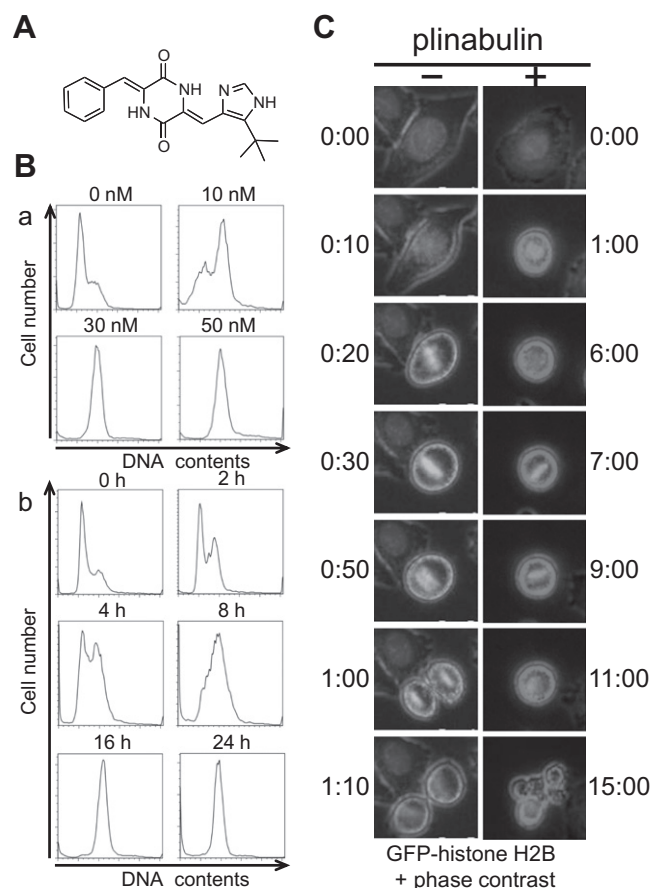 A
O
NH
HN
O
N
NH
B
a
0 nM
10 nM
30 nM
50 nM
Cell number
DNA contents
b
0 h
2 h
4 h
8 h
16 h
24 h
Cell number
DNA contents
C
plinabulin
− +
0:00 0:00
0:10 1:00
0:20 6:00
0:30 7:00
0:50 9:00
1:00 11:00
1:10 15:00
GFP-histone H2B
+ phase contrast